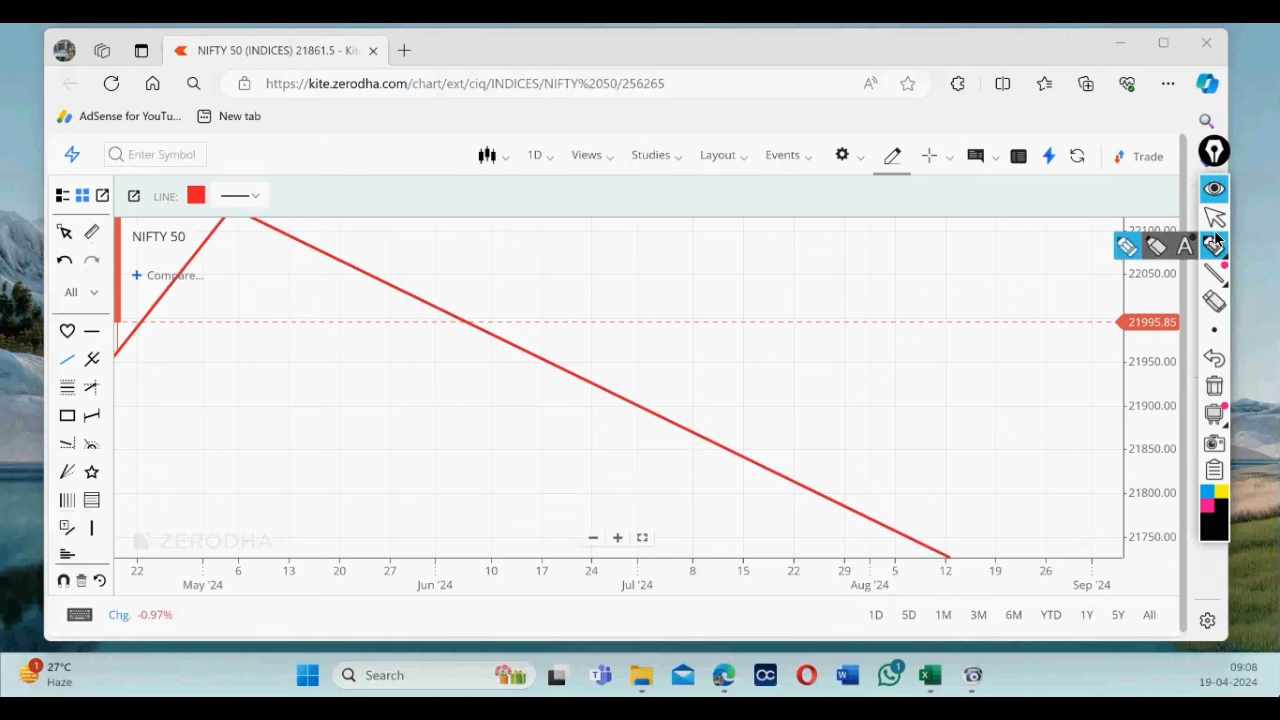 NIFTY 50 (INDICES) 21861.5 - Kit
https://kite.zerodha.com/chart/ext/ciq/INDICES/NIFTY%2050/256265
AdSense for YouTu... New tab
Enter Symbol 1D Views Studies Layout Events Trade
LINE:
NIFTY 50
Compare...
All
22100.00
22050.00
21995.85
21950.00
21900.00
21850.00
21800.00
21750.00
A
ZERODHA
22 6 13 20 27 10 17 24 8 15 22 29 5 12 19 26
May '24 Jun '24 Jul '24 Aug '24 Sep '24
Chg. -0.97% 1D 5D 1M 3M 6M YTD 1Y 5Y All
1 27°C
Haze
Search
1
09:08
19-04-2024